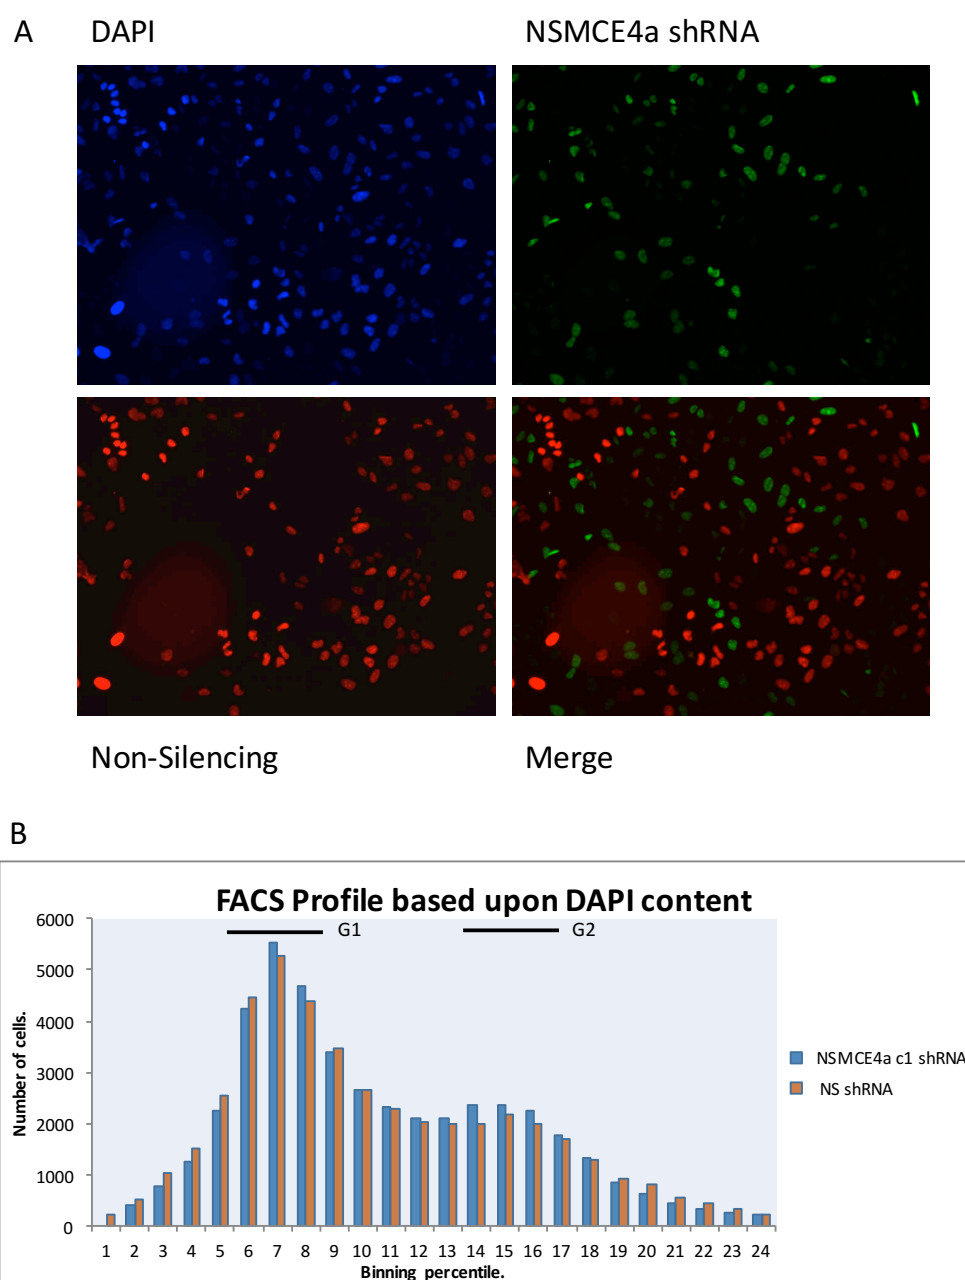 A
DAPI
NSMCE4a shRNA
Non-Silencing
Merge
B
FACS Profile based upon DAPI content
6000
5000
4000
3000
2000
1000
0
G1
G2
Number of cells.
NSMCE4a c1 shRNA
NS shRNA
1 2 3 4 5 6 7 8 9 10 11 12 13 14 15 16 17 18 19 20 21 22 23 24
Binning percentile.